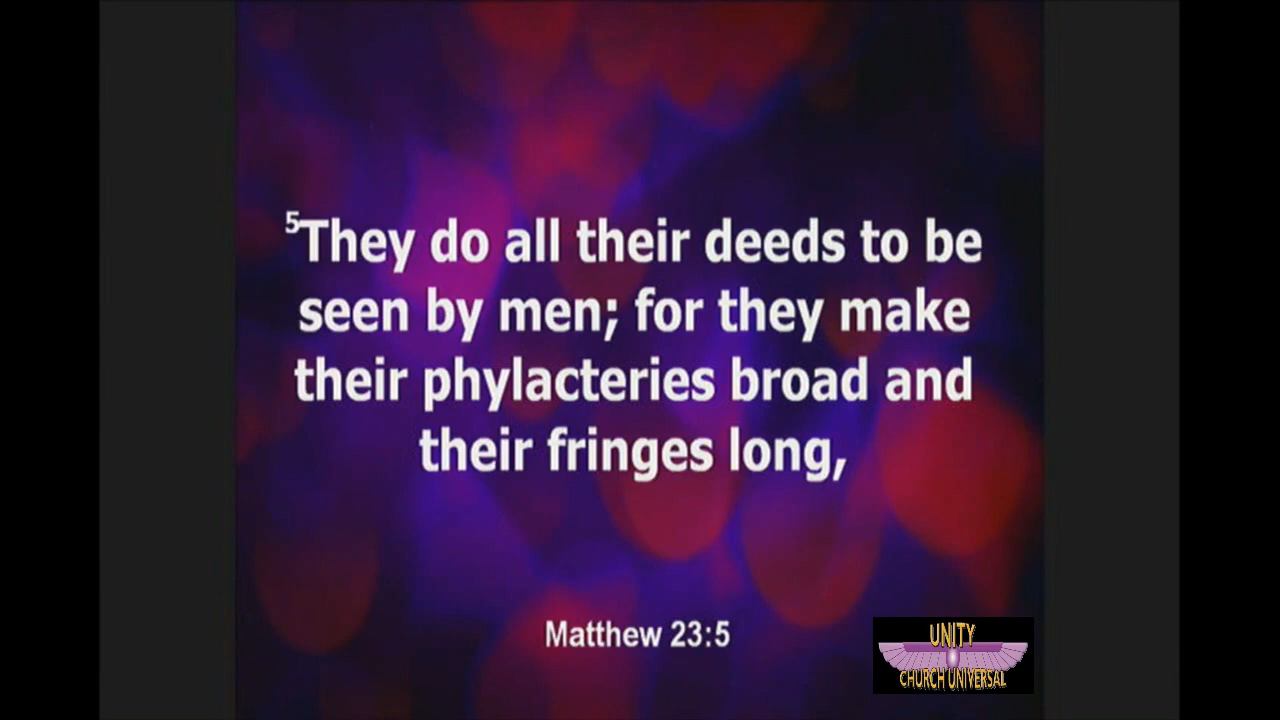 ⁵They do all their deeds to be
seen by men; for they make
their phylacteries broad and
their fringes long,
Matthew 23:5
UNITY
CHURCH UNIVERSAL